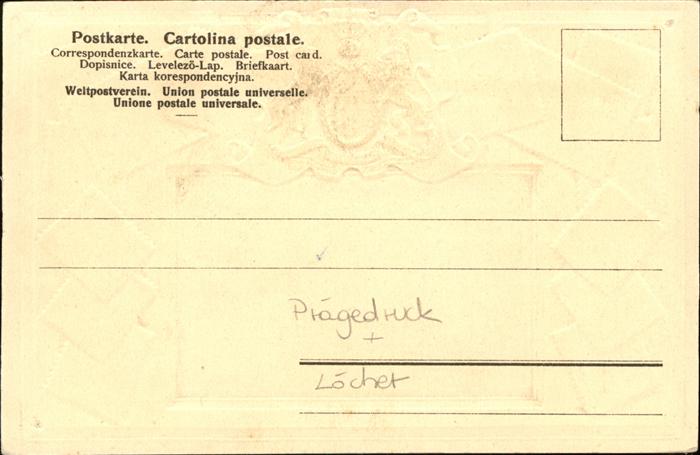 Postkarte. Cartolina postale.
Correspondenzkarte. Carte postale. Post card.
Dopisnice. Levelező-Lap. Briefkaart.
Karta korespondencyjna.
Weltpostverein. Union postale universelle.
Unione postale universale.
Prägedruck
+
Löcher